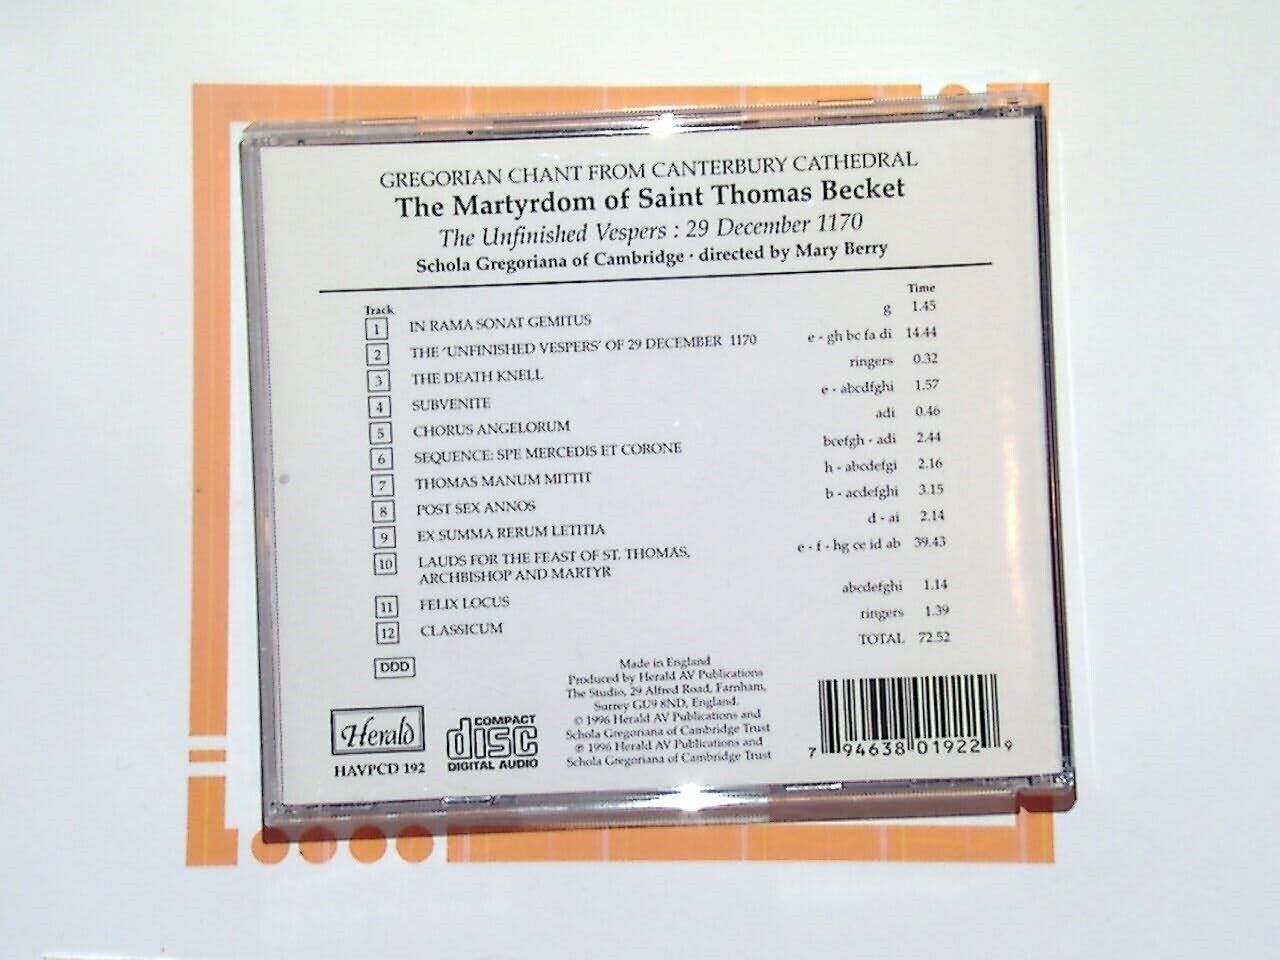 GREGORIAN CHANT FROM CANTERBURY CATHEDRAL
The Martyrdom of Saint Thomas Becket
The Unfinished Vespers : 29 December 1170
Schola Gregoriana of Cambridge · directed by Mary Berry
Track Time
1 IN RAMA SONAT GEMITUS g 1.45
2 THE 'UNFINISHED VESPERS' OF 29 DECEMBER 1170 e - gh bc fa di 14.44
3 THE DEATH KNELL ringers 0.32
4 SUBVENITE e - abcdfghi 1.57
5 CHORUS ANGELORUM adi 0.46
6 SEQUENCE: SPE MERCEDIS ET CORONE bcefgh - adi 2.44
7 THOMAS MANUM MITTIT h - abcdefgi 2.16
8 POST SEX ANNOS b - acdefghi 3.15
9 EX SUMMA RERUM LETITIA d - ai 2.14
10 LAUDS FOR THE FEAST OF ST. THOMAS, e - f - hg ce id ab 39.43
ARCHBISHOP AND MARTYR
11 FELIX LOCUS abcdefghi 1.14
12 CLASSICUM ringers 1.39
TOTAL 72.52
DDD
Made in England
Produced by Herald AV Publications
The Studio, 29 Alfred Road, Farnham,
Surrey GU9 8ND, England.
© 1996 Herald AV Publications and
Schola Gregoriana of Cambridge Trust
℗ 1996 Herald AV Publications and
Schola Gregoriana of Cambridge Trust
Herald
HAVPCD 192
COMPACT
disc
DIGITAL AUDIO
7 94638 01922 9